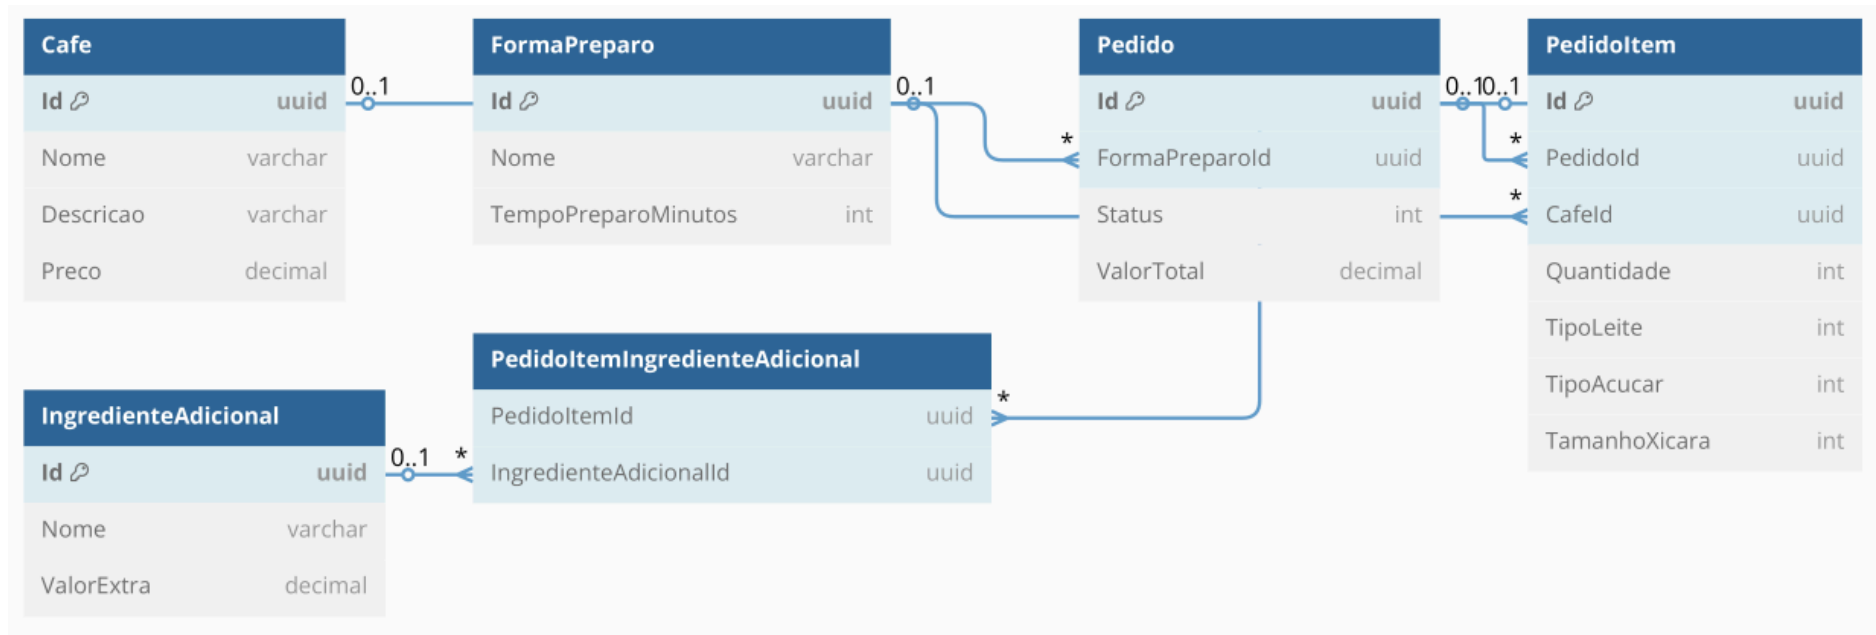 Cafe
Id uuid
Nome varchar
Descricao varchar
Preco decimal
0..1
FormaPreparo
Id uuid
Nome varchar
TempoPreparoMinutos int
0..1
*
Pedido
Id uuid
FormaPreparoId uuid
Status int
ValorTotal decimal
0..1
0..1
*
*
PedidoItem
Id uuid
PedidoId uuid
CafeId uuid
Quantidade int
TipoLeite int
TipoAcucar int
TamanhoXicara int
IngredienteAdicional
Id uuid
Nome varchar
ValorExtra decimal
0..1
*
PedidoItemIngredienteAdicional
PedidoItemId uuid
IngredienteAdicionalId uuid
*